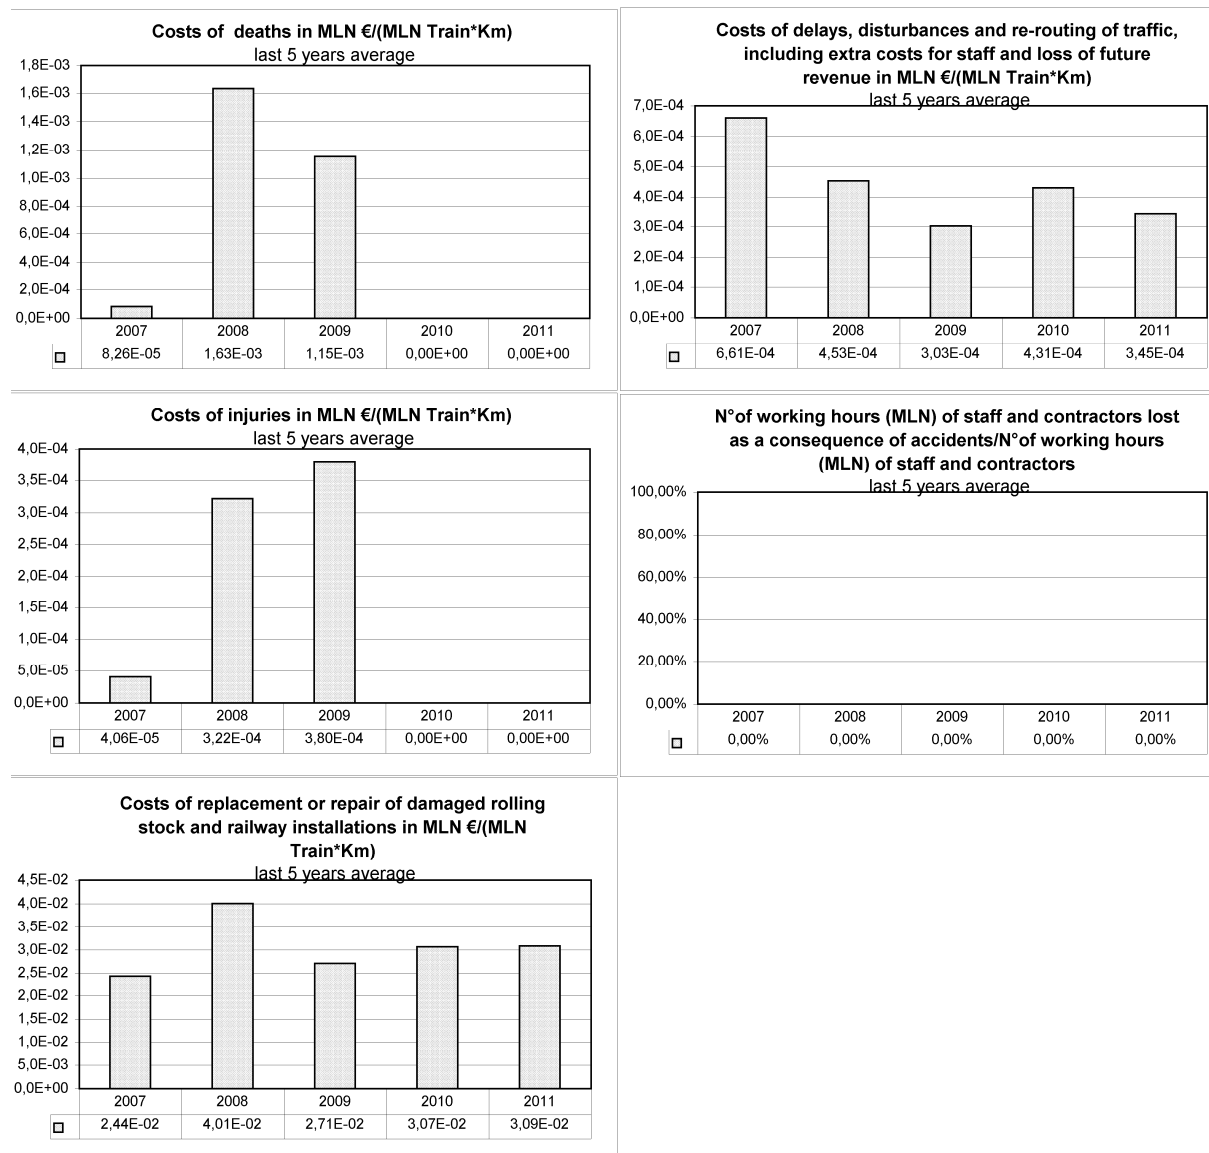 Costs of deaths in MLN €/(MLN Train*Km)
last 5 years average
1,8E-03
1,6E-03
1,4E-03
1,2E-03
1,0E-03
8,0E-04
6,0E-04
4,0E-04
2,0E-04
0,0E+00
2007 2008 2009 2010 2011
8,26E-05 1,63E-03 1,15E-03 0,00E+00 0,00E+00
Costs of delays, disturbances and re-routing of traffic,
including extra costs for staff and loss of future
revenue in MLN €/(MLN Train*Km)
last 5 years average
7,0E-04
6,0E-04
5,0E-04
4,0E-04
3,0E-04
2,0E-04
1,0E-04
0,0E+00
2007 2008 2009 2010 2011
6,61E-04 4,53E-04 3,03E-04 4,31E-04 3,45E-04
Costs of injuries in MLN €/(MLN Train*Km)
last 5 years average
4,0E-04
3,5E-04
3,0E-04
2,5E-04
2,0E-04
1,5E-04
1,0E-04
5,0E-05
0,0E+00
2007 2008 2009 2010 2011
4,06E-05 3,22E-04 3,80E-04 0,00E+00 0,00E+00
N°of working hours (MLN) of staff and contractors lost
as a consequence of accidents/N°of working hours
(MLN) of staff and contractors
last 5 years average
100,00%
80,00%
60,00%
40,00%
20,00%
0,00%
2007 2008 2009 2010 2011
0,00% 0,00% 0,00% 0,00% 0,00%
Costs of replacement or repair of damaged rolling
stock and railway installations in MLN €/(MLN
Train*Km)
last 5 years average
4,5E-02
4,0E-02
3,5E-02
3,0E-02
2,5E-02
2,0E-02
1,5E-02
1,0E-02
5,0E-03
0,0E+00
2007 2008 2009 2010 2011
2,44E-02 4,01E-02 2,71E-02 3,07E-02 3,09E-02